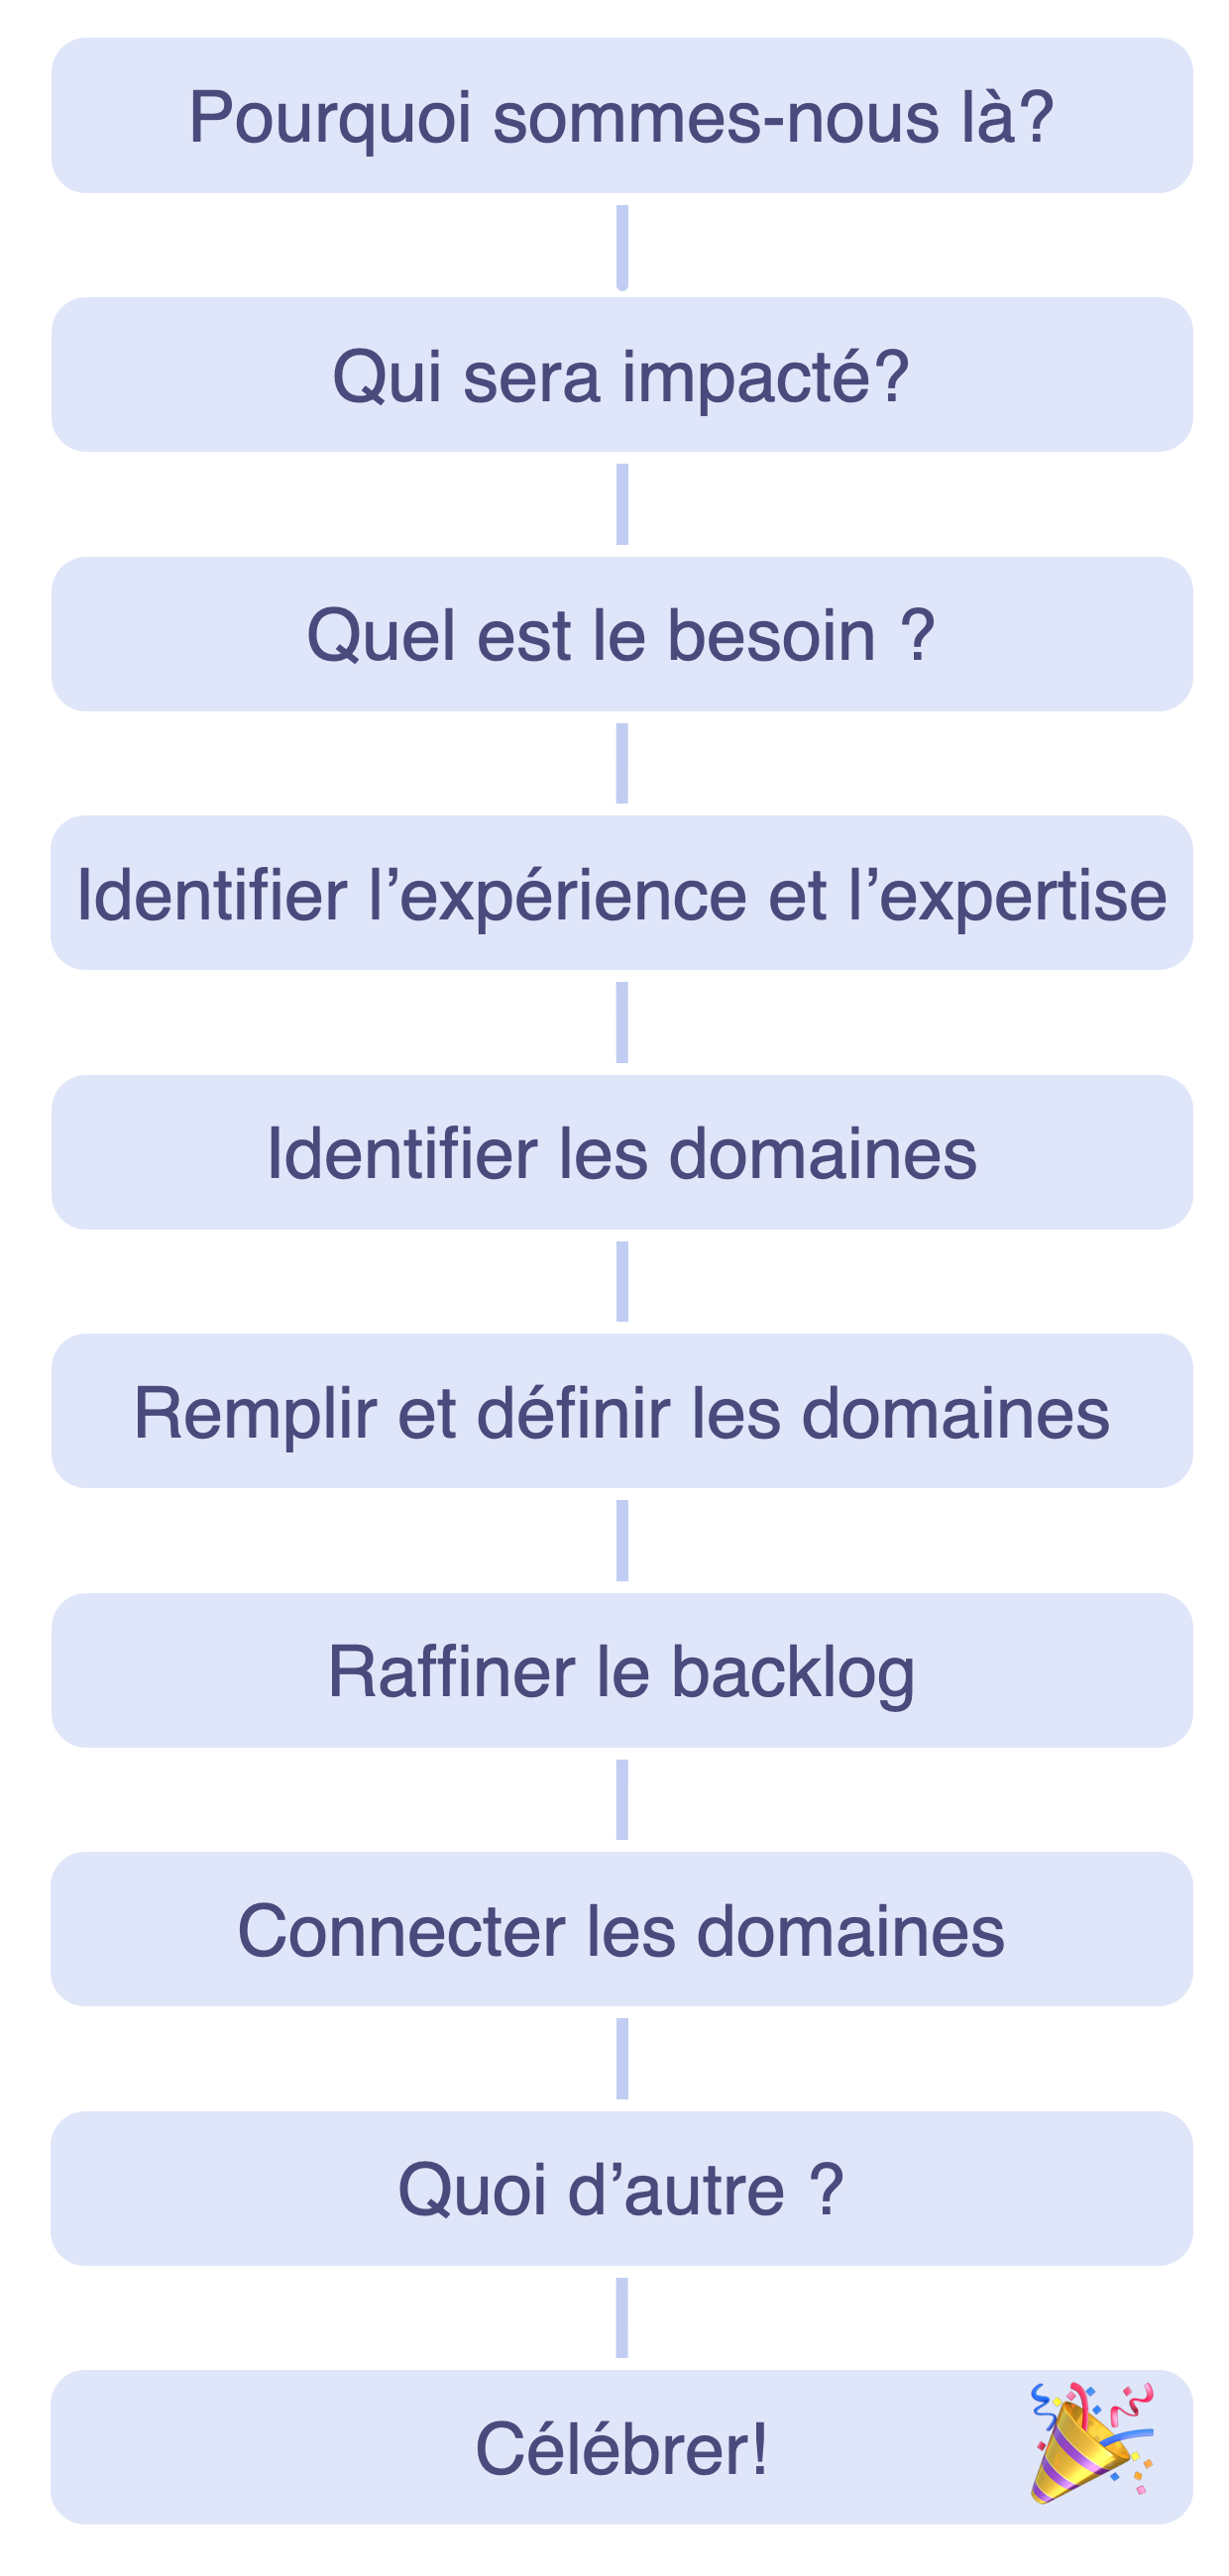 Pourquoi sommes-nous là?
Qui sera impacté?
Quel est le besoin ?
Identifier l’expérience et l’expertise
Identifier les domaines
Remplir et définir les domaines
Raffiner le backlog
Connecter les domaines
Quoi d’autre ?
Célébrer!